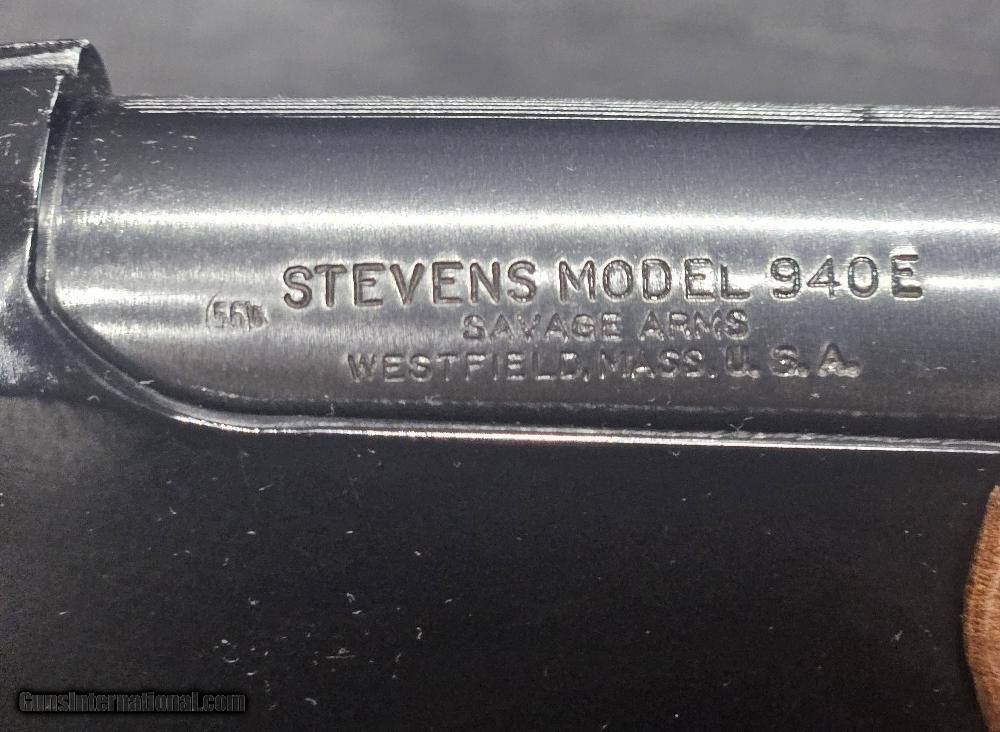 STEVENS MODEL 940E
SAVAGE ARMS
WESTFIELD, MASS. U. S. A.
GunsInternational.com